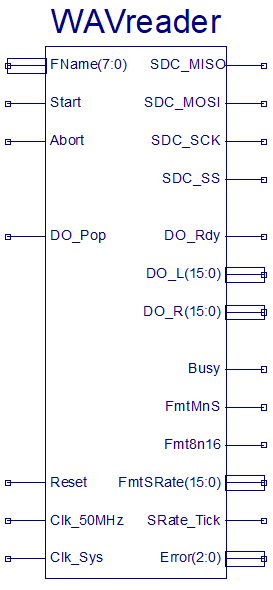 WAVreader
FName(7:0) SDC_MISO
Start SDC_MOSI
Abort SDC_SCK
SDC_SS
DO_Pop DO_Rdy
DO_L(15:0)
DO_R(15:0)
Busy
FmtMnS
Fmt8n16
Reset FmtSRate(15:0)
Clk_50MHz SRate_Tick
Clk_Sys Error(2:0)